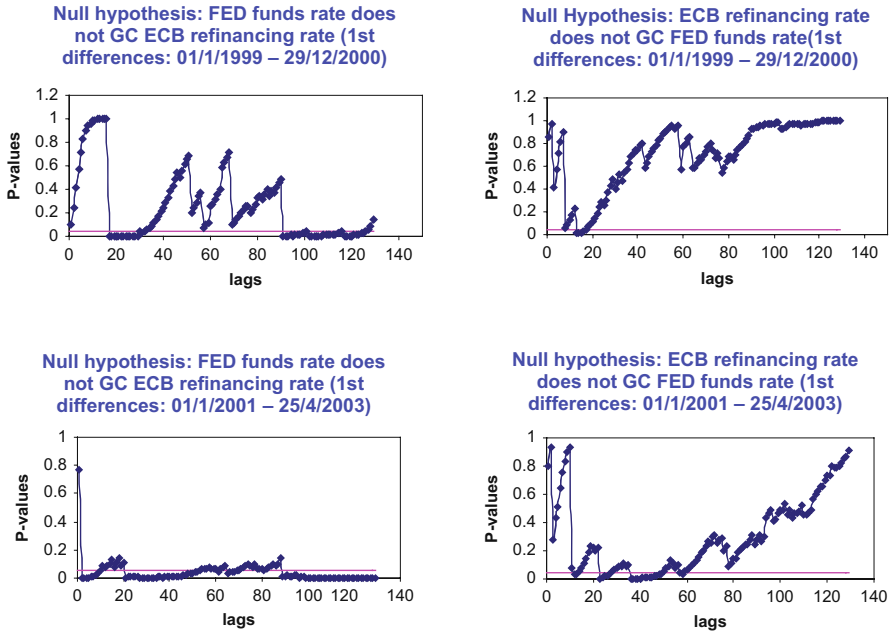 Null hypothesis: FED funds rate does
not GC ECB refinancing rate (1st
differences: 01/1/1999 – 29/12/2000)
1.2
1
0.8
0.6
0.4
0.2
0
P-values
0 20 40 60 80 100 120 140
lags
Null Hypothesis: ECB refinancing rate
does not GC FED funds rate(1st
differences: 01/1/1999 – 29/12/2000)
1.2
1
0.8
0.6
0.4
0.2
0
P-values
0 20 40 60 80 100 120 140
lags
Null hypothesis: FED funds rate does
not GC ECB refinancing rate (1st
differences: 01/1/2001 – 25/4/2003)
1
0.8
0.6
0.4
0.2
0
P-values
0 20 40 60 80 100 120 140
lags
Null hypothesis: ECB refinancing rate
does not GC FED funds rate (1st
differences: 01/1/2001 – 25/4/2003)
1
0.8
0.6
0.4
0.2
0
P-values
0 20 40 60 80 100 120 140
lags